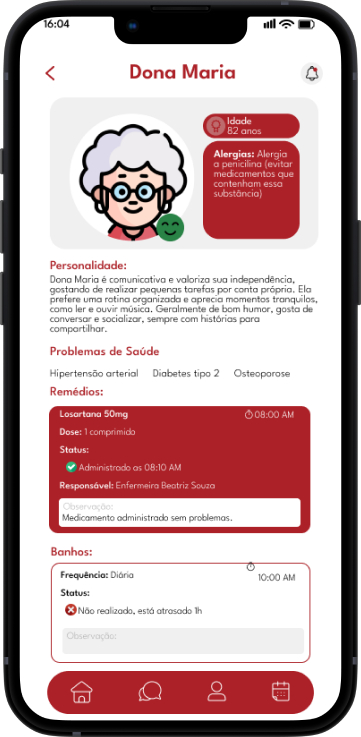 16:04
Dona Maria
Idade
82 anos
Alergias: Alergia
a penicilina (evitar
medicamentos que
contenham essa
substância)
Personalidade:
Dona Maria é comunicativa e valoriza sua independência,
gostando de realizar pequenas tarefas por conta própria. Ela
prefere uma rotina organizada e aprecia momentos tranquilos,
como ler e ouvir música. Geralmente de bom humor, gosta de
conversar e socializar, sempre com histórias para
compartilhar.
Problemas de Saúde
Hipertensão arterial Diabetes tipo 2 Osteoporose
Remédios:
Losartana 50mg 08:00 AM
Dose: 1 comprimido
Status:
Administrado as 08:10 AM
Responsável: Enfermeira Beatriz Souza
Observação:
Medicamento administrado sem problemas.
Banhos:
Frequência: Diária 10:00 AM
Status:
Não realizado, está atrasado 1h
Observação: